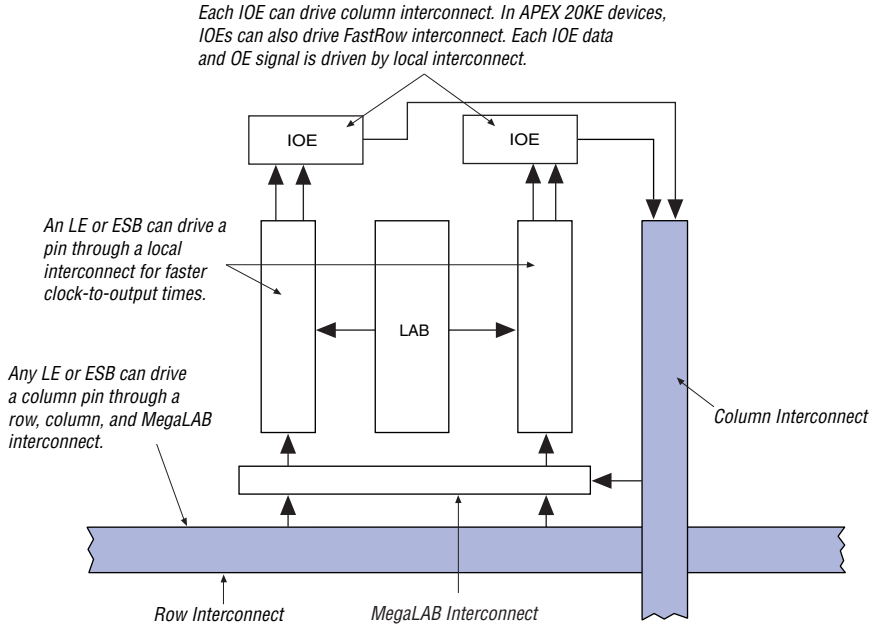 Each IOE can drive column interconnect. In APEX 20KE devices,
IOEs can also drive FastRow interconnect. Each IOE data
and OE signal is driven by local interconnect.
IOE
IOE
An LE or ESB can drive a
pin through a local
interconnect for faster
clock-to-output times.
LAB
Any LE or ESB can drive
a column pin through a
row, column, and MegaLAB
interconnect.
Column Interconnect
Row Interconnect
MegaLAB Interconnect